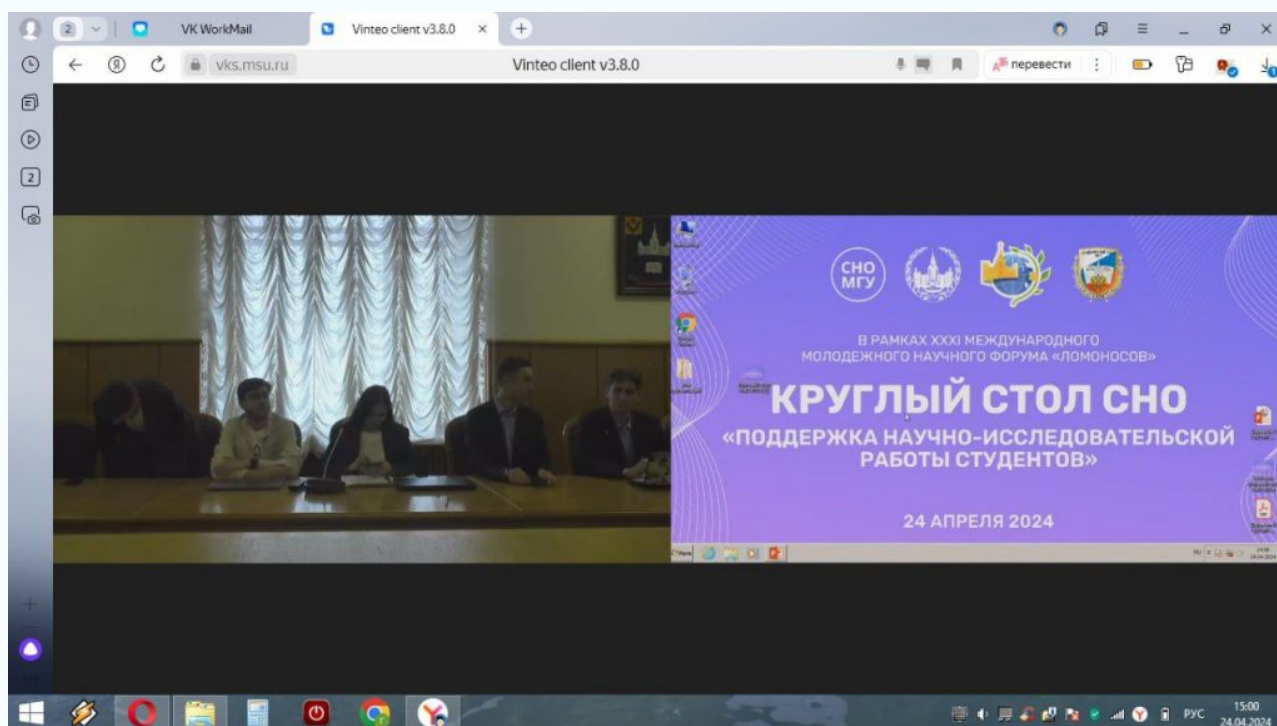 2
VK WorkMail
Vinteo client v3.8.0
vks.msu.ru
Vinteo client v3.8.0
перевести
2
СНО
МГУ
В РАМКАХ XXXI МЕЖДУНАРОДНОГО
МОЛОДЕЖНОГО НАУЧНОГО ФОРУМА «ЛОМОНОСОВ»
КРУГЛЫЙ СТОЛ СНО
«ПОДДЕРЖКА НАУЧНО-ИССЛЕДОВАТЕЛЬСКОЙ
РАБОТЫ СТУДЕНТОВ»
24 АПРЕЛЯ 2024
РУС
15:00
24.04.2024